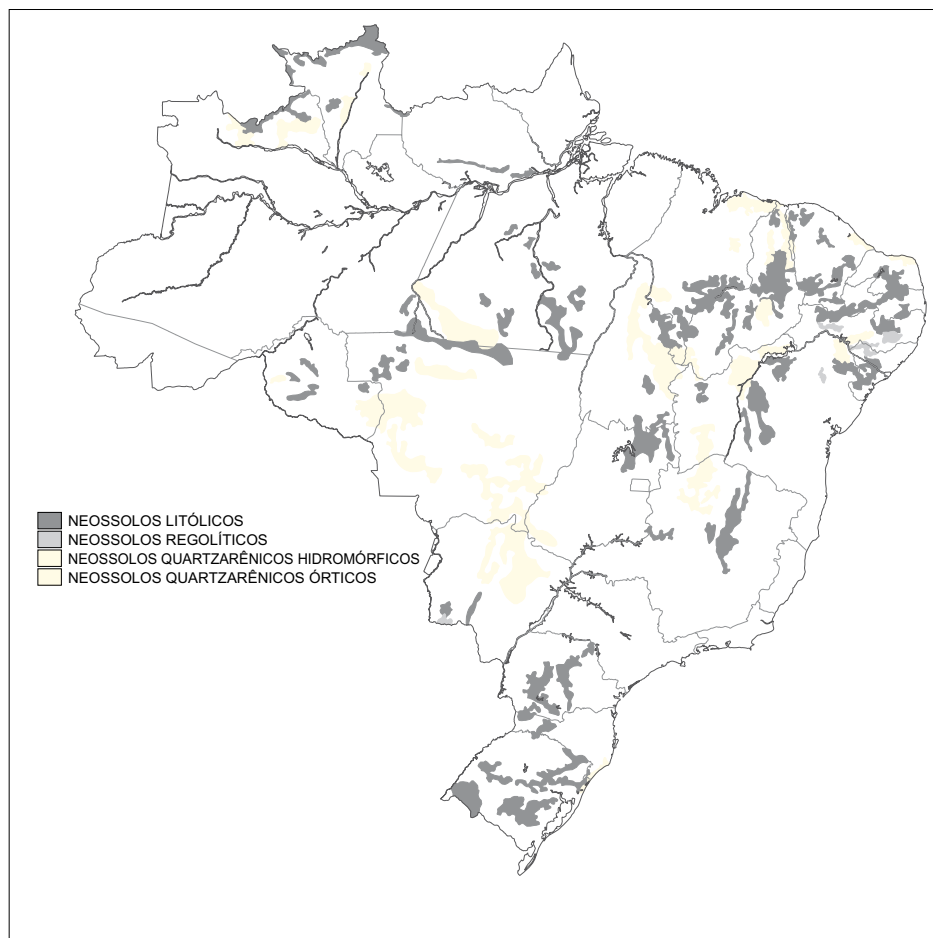 NEOSSOLOS LITÓLICOS
NEOSSOLOS REGOLÍTICOS
NEOSSOLOS QUARTZARÊNICOS HIDROMÓRFICOS
NEOSSOLOS QUARTZARÊNICOS ÓRTICOS